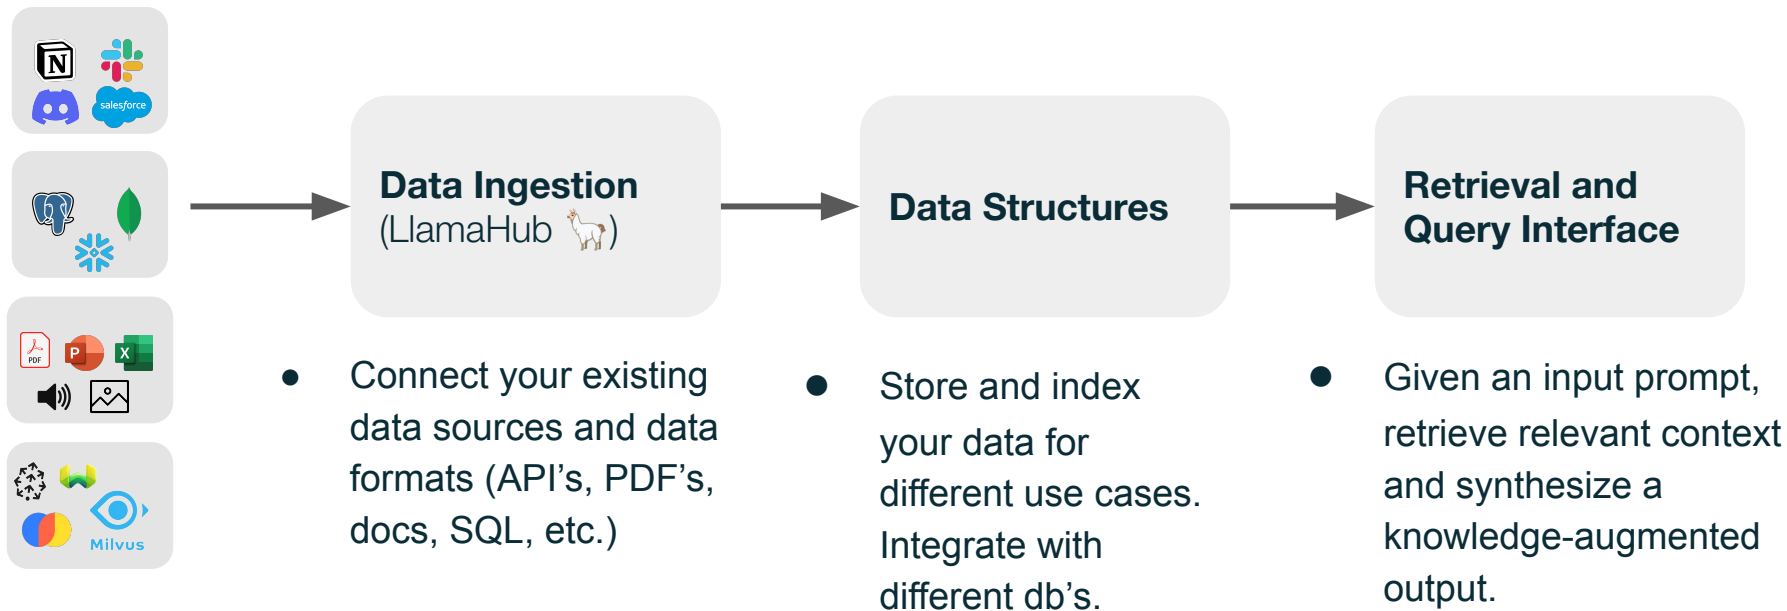 N
salesforce
PDF
P
X
Milvus
Data Ingestion
(LlamaHub 🦙)
Connect your existing
data sources and data
formats (API’s, PDF’s,
docs, SQL, etc.)
Data Structures
Store and index
your data for
different use cases.
Integrate with
different db’s.
Retrieval and
Query Interface
Given an input prompt,
retrieve relevant context
and synthesize a
knowledge-augmented
output.